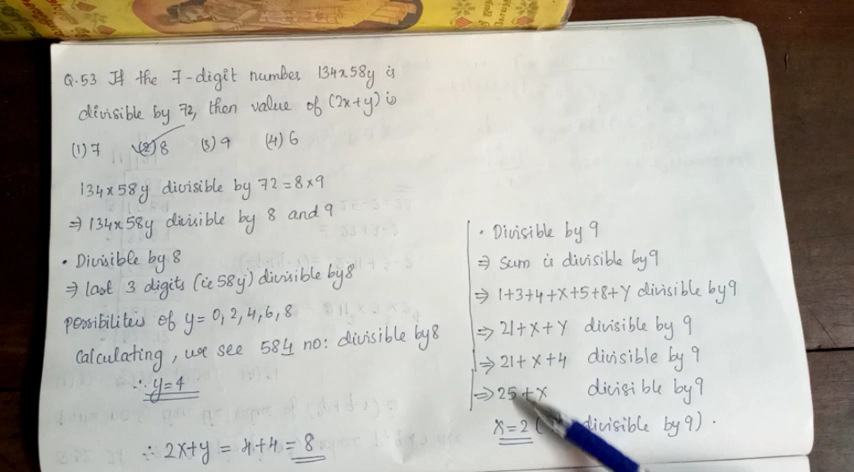 Q.53 If the 7-digit number 134x58y is
divisible by 72, then value of (2x+y) is
(1) 7 (2) 8 (3) 9 (4) 6
134x58y divisible by 72 = 8x9
⇒ 134x58y divisible by 8 and 9
• Divisible by 8
⇒ last 3 digits (ie 58y) divisible by 8
possibilities of y = 0, 2, 4, 6, 8
Calculating, we see 584 no: divisible by 8
∴ y=4
∴ 2x+y = 4+4 = 8
• Divisible by 9
⇒ Sum is divisible by 9
⇒ 1+3+4+x+5+8+y divisible by 9
⇒ 21+x+y divisible by 9
⇒ 21+x+4 divisible by 9
⇒ 25+x divisible by 9
x=2 ( divisible by 9).